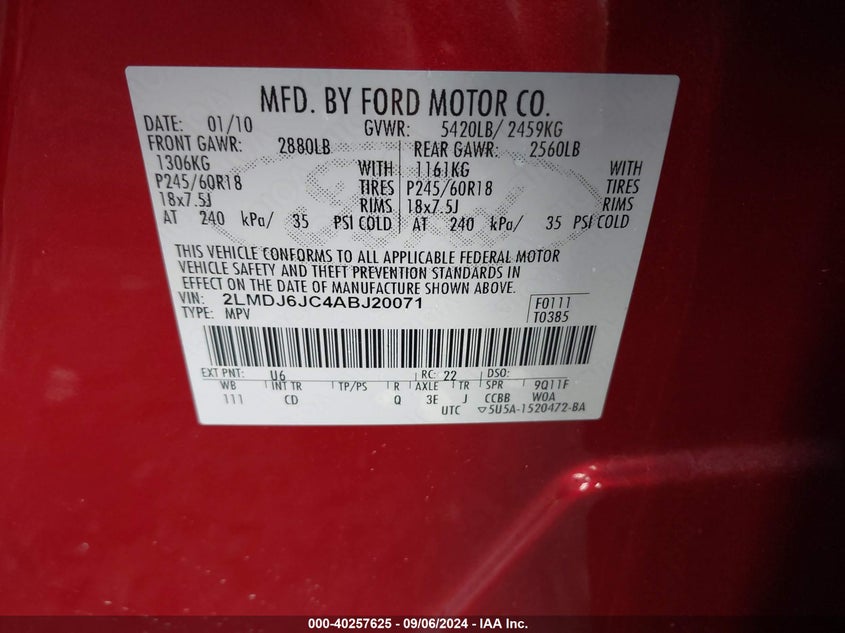 MFD. BY FORD MOTOR CO.
DATE: 01/10 GVWR: 5420LB/ 2459KG
FRONT GAWR: 2880LB REAR GAWR: 2560LB
1306KG WITH 1161KG WITH
P245/60R18 TIRES P245/60R18 TIRES
18x7.5J RIMS 18x7.5J RIMS
AT 240 kPa/ 35 PSI COLD AT 240 kPa/ 35 PSI COLD
THIS VEHICLE CONFORMS TO ALL APPLICABLE FEDERAL MOTOR
VEHICLE SAFETY AND THEFT PREVENTION STANDARDS IN
EFFECT ON THE DATE OF MANUFACTURE SHOWN ABOVE.
VIN: 2LMDJ6JC4ABJ20071 F0111
TYPE: MPV T0385
EXT PNT: U6 RC: 22 DSO:
WB INT TR TP/PS R AXLE TR SPR 9Q11F
111 CD Q 3E J CCBB WOA
UTC ▽5U5A-1520472-BA
000-40257625 - 09/06/2024 - IAA Inc.